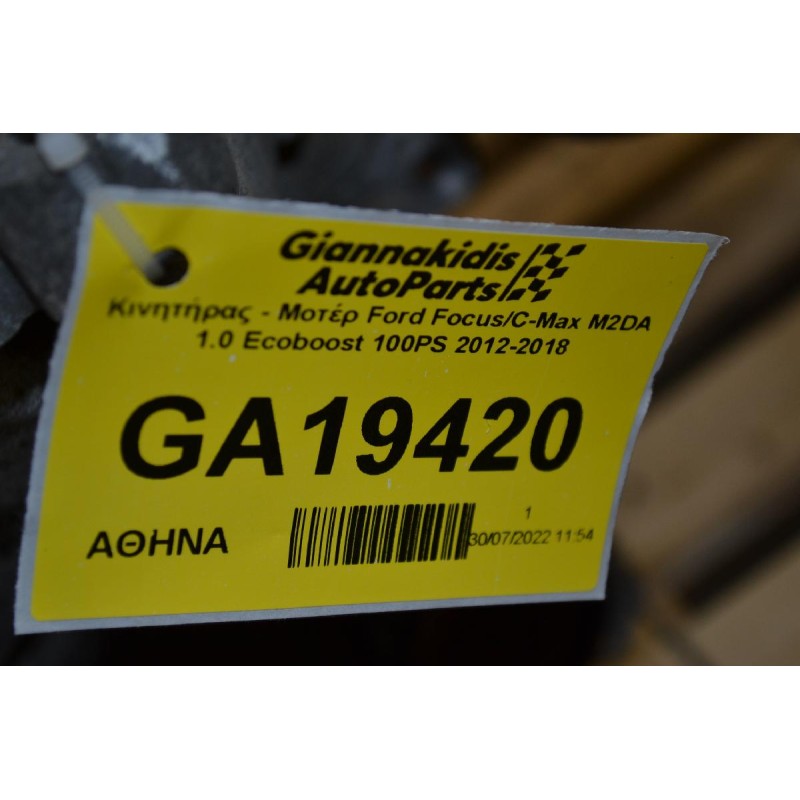 Giannakidis
AutoParts
Κινητήρας - Μοτέρ Ford Focus/C-Max M2DA
1.0 Ecoboost 100PS 2012-2018
GA19420
ΑΘΗΝΑ
1
30/07/2022 11:54